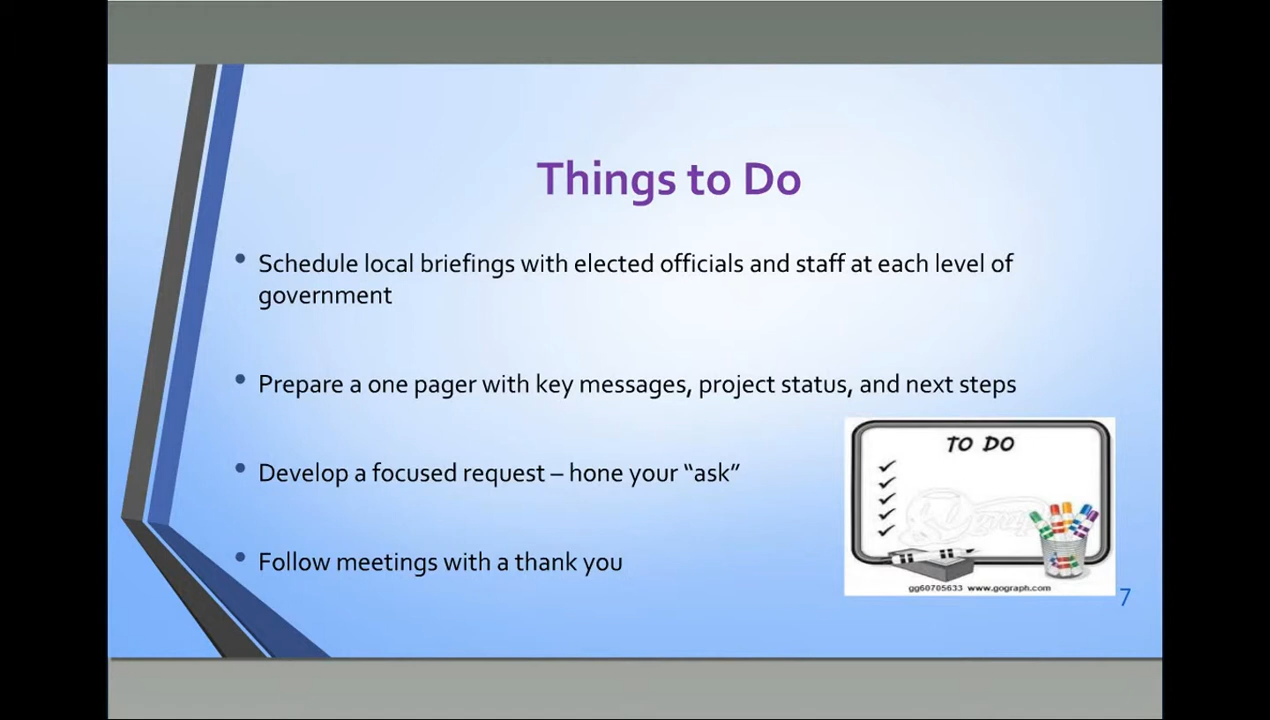 Things to Do
• Schedule local briefings with elected officials and staff at each level of
government
• Prepare a one pager with key messages, project status, and next steps
• Develop a focused request – hone your “ask”
• Follow meetings with a thank you
TO DO
gg60705633 www.gograph.com
7